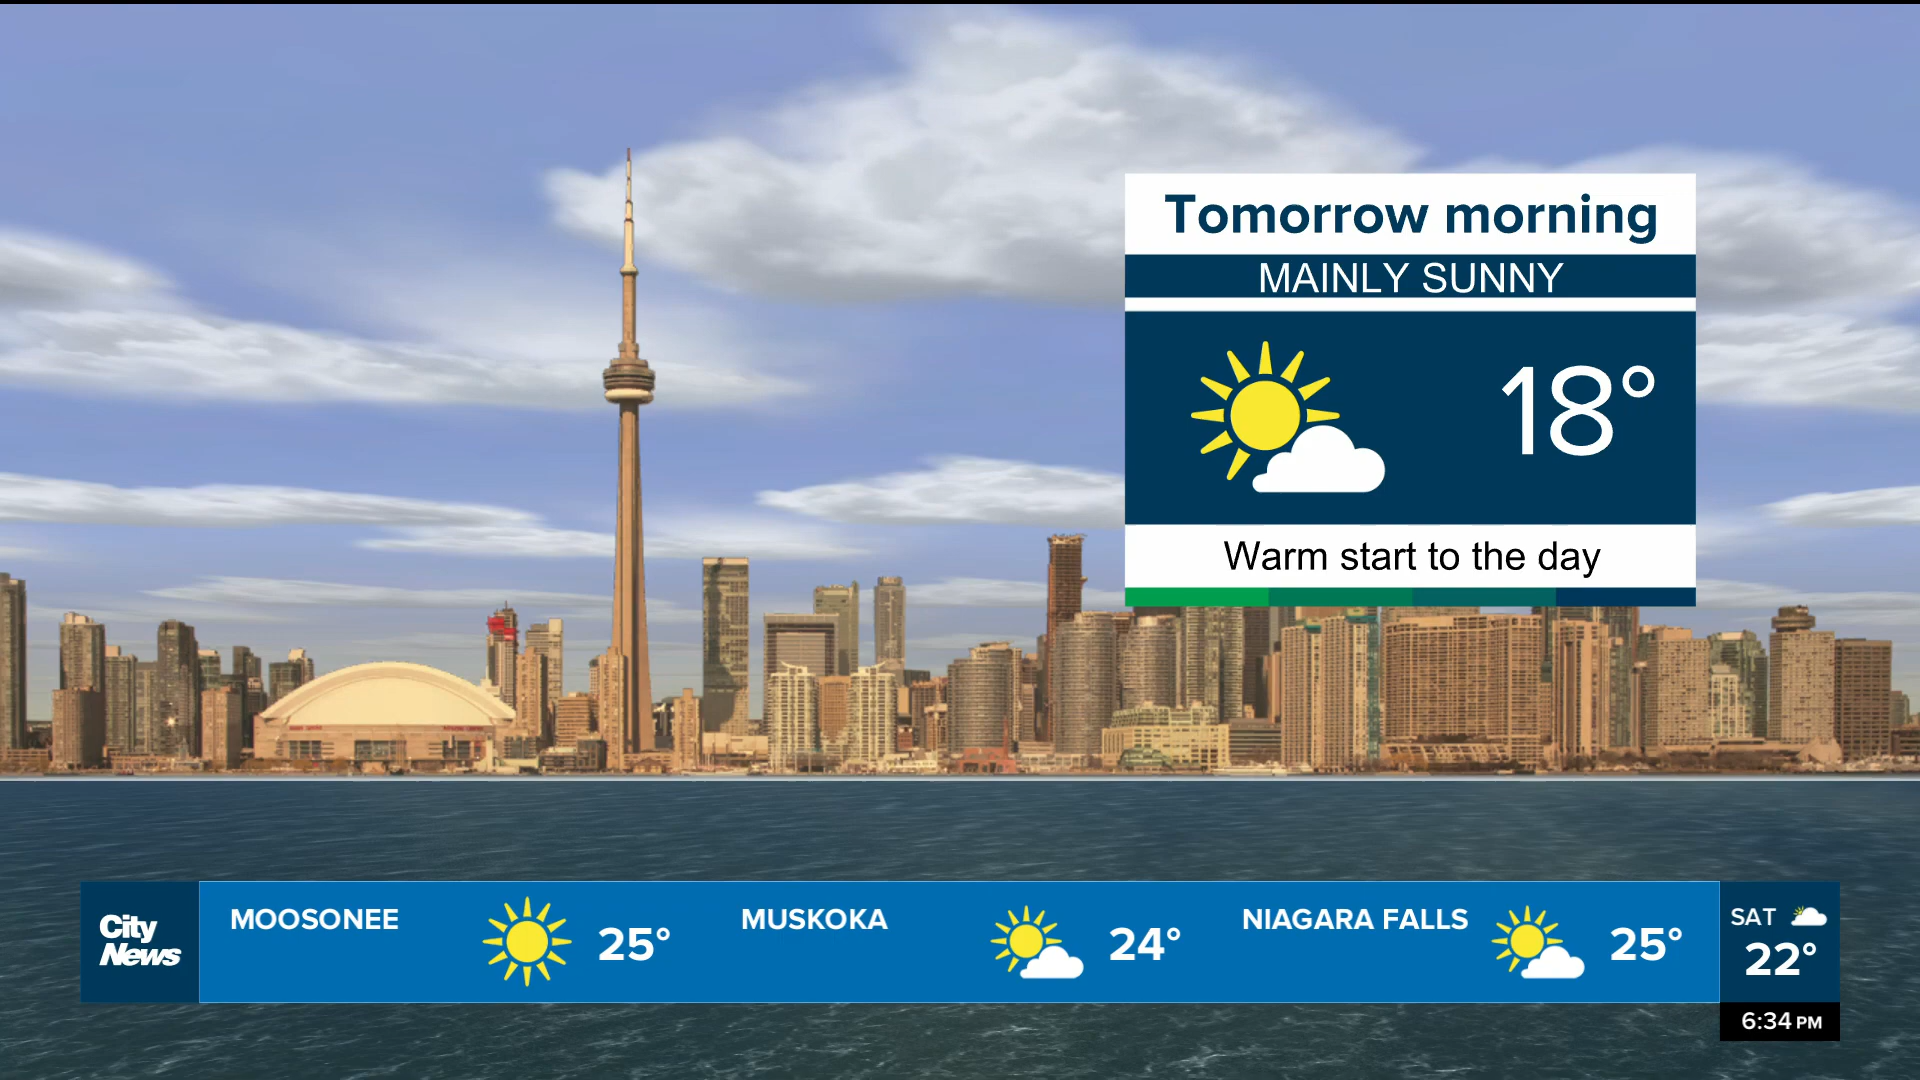 Tomorrow morning
MAINLY SUNNY
18°
Warm start to the day
City
News
MOOSONEE
25°
MUSKOKA
24°
NIAGARA FALLS
25°
SAT
22°
6:34 PM